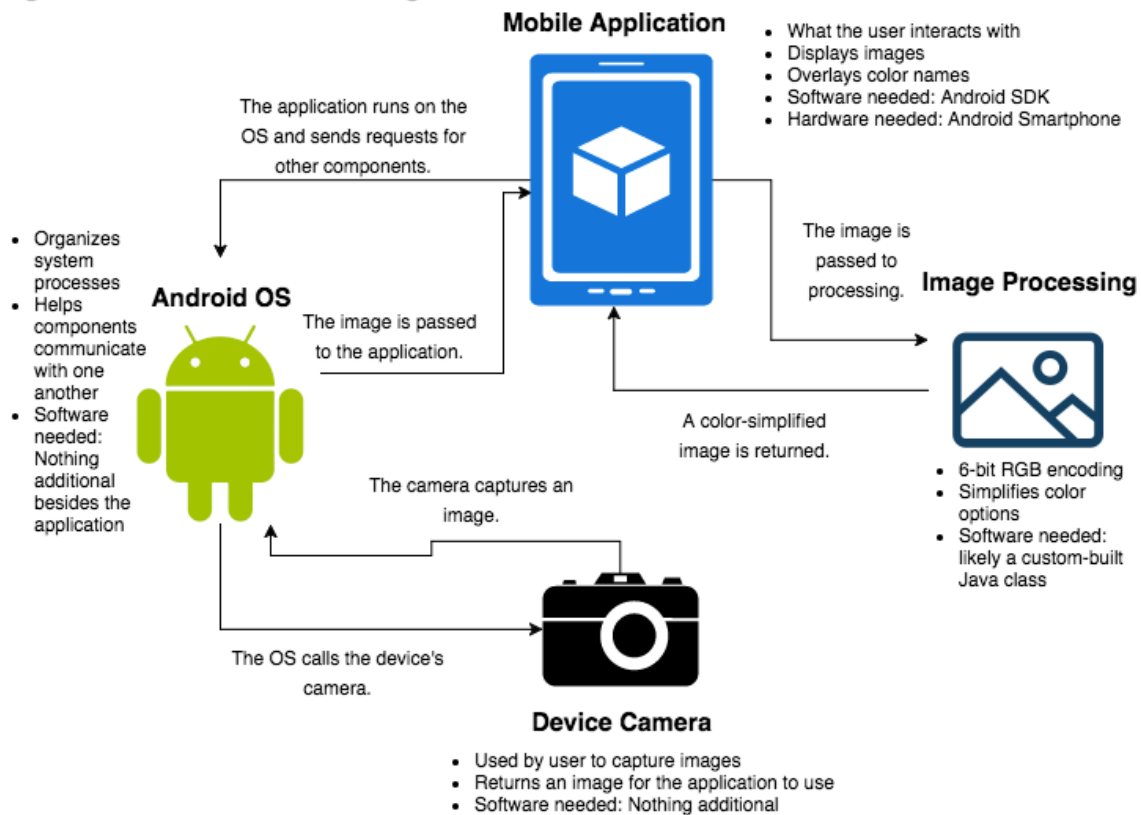 Mobile Application
• What the user interacts with
• Displays images
• Overlays color names
• Software needed: Android SDK
• Hardware needed: Android Smartphone
The application runs on the
OS and sends requests for
other components.
• Organizes
system
processes
• Helps
components
communicate
with one
another
• Software
needed:
Nothing
additional
besides the
application
Android OS
The image is passed
to the application.
The image is
passed to
processing.
Image Processing
A color-simplified
image is returned.
• 6-bit RGB encoding
• Simplifies color
options
• Software needed:
likely a custom-built
Java class
The camera captures an
image.
The OS calls the device's
camera.
Device Camera
• Used by user to capture images
• Returns an image for the application to use
• Software needed: Nothing additional